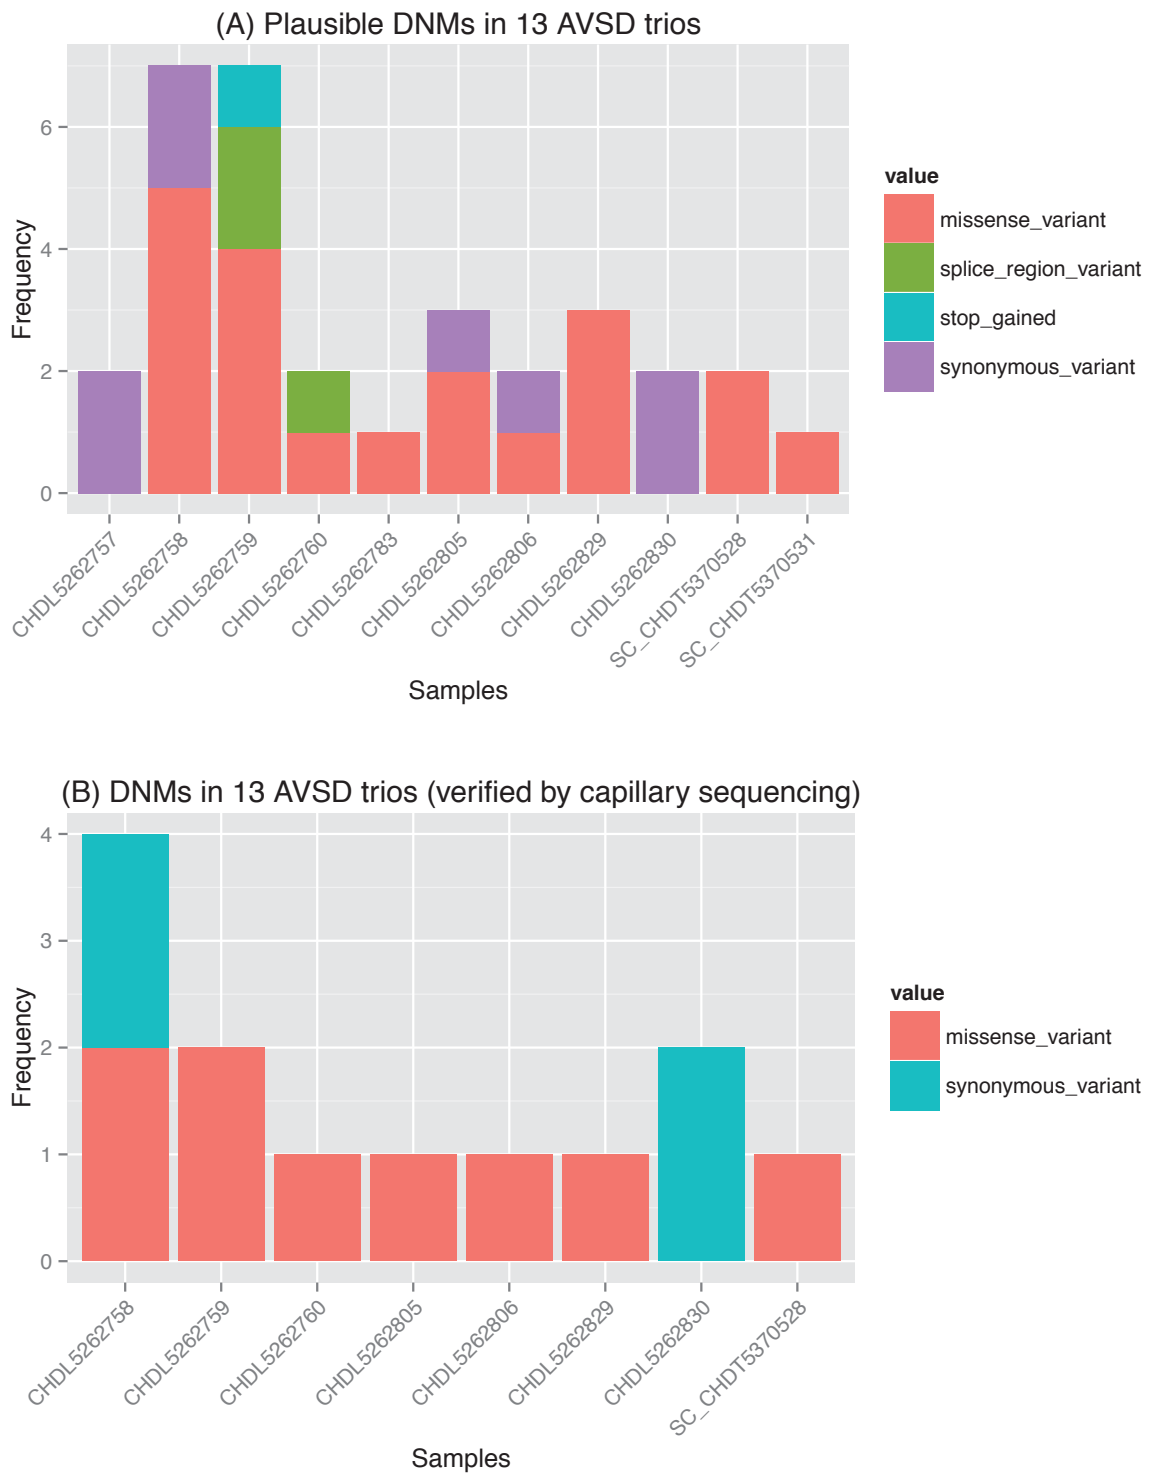 (A) Plausible DNMs in 13 AVSD trios
Frequency
6
4
2
0
CHDL5262757
CHDL5262758
CHDL5262759
CHDL5262760
CHDL5262783
CHDL5262805
CHDL5262806
CHDL5262829
CHDL5262830
SC_CHDT5370528
SC_CHDT5370531
Samples
value
missense_variant
splice_region_variant
stop_gained
synonymous_variant
(B) DNMs in 13 AVSD trios (verified by capillary sequencing)
Frequency
4
3
2
1
0
CHDL5262758
CHDL5262759
CHDL5262760
CHDL5262805
CHDL5262806
CHDL5262829
CHDL5262830
SC_CHDT5370528
Samples
value
missense_variant
synonymous_variant